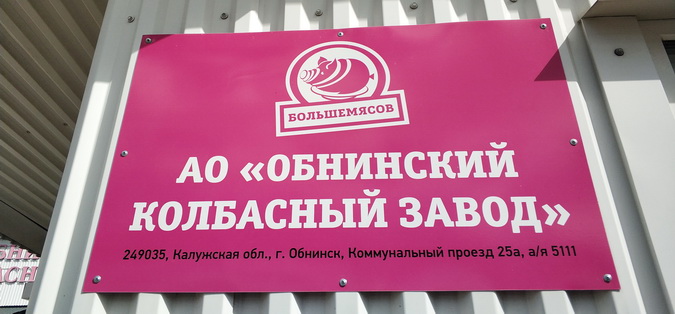 БОЛЬШЕМЯСОВ
АО «ОБНИНСКИЙ
КОЛБАСНЫЙ ЗАВОД»
249035, Калужская обл., г. Обнинск, Коммунальный проезд 25а, а/я 5111